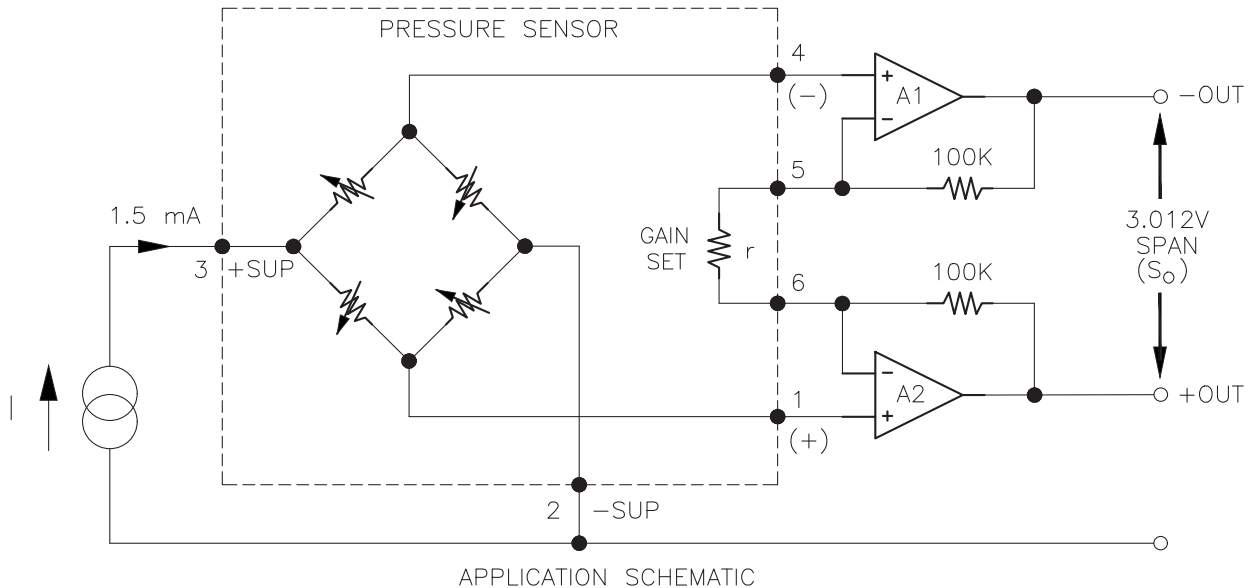 PRESSURE SENSOR
4
(-)
+
A1
-
-OUT
100K
5
1.5 mA
3
+SUP
GAIN
SET
r
3.012V
SPAN
(So)
6
100K
-
A2
+
+OUT
1
(+)
I
2
-SUP
APPLICATION SCHEMATIC